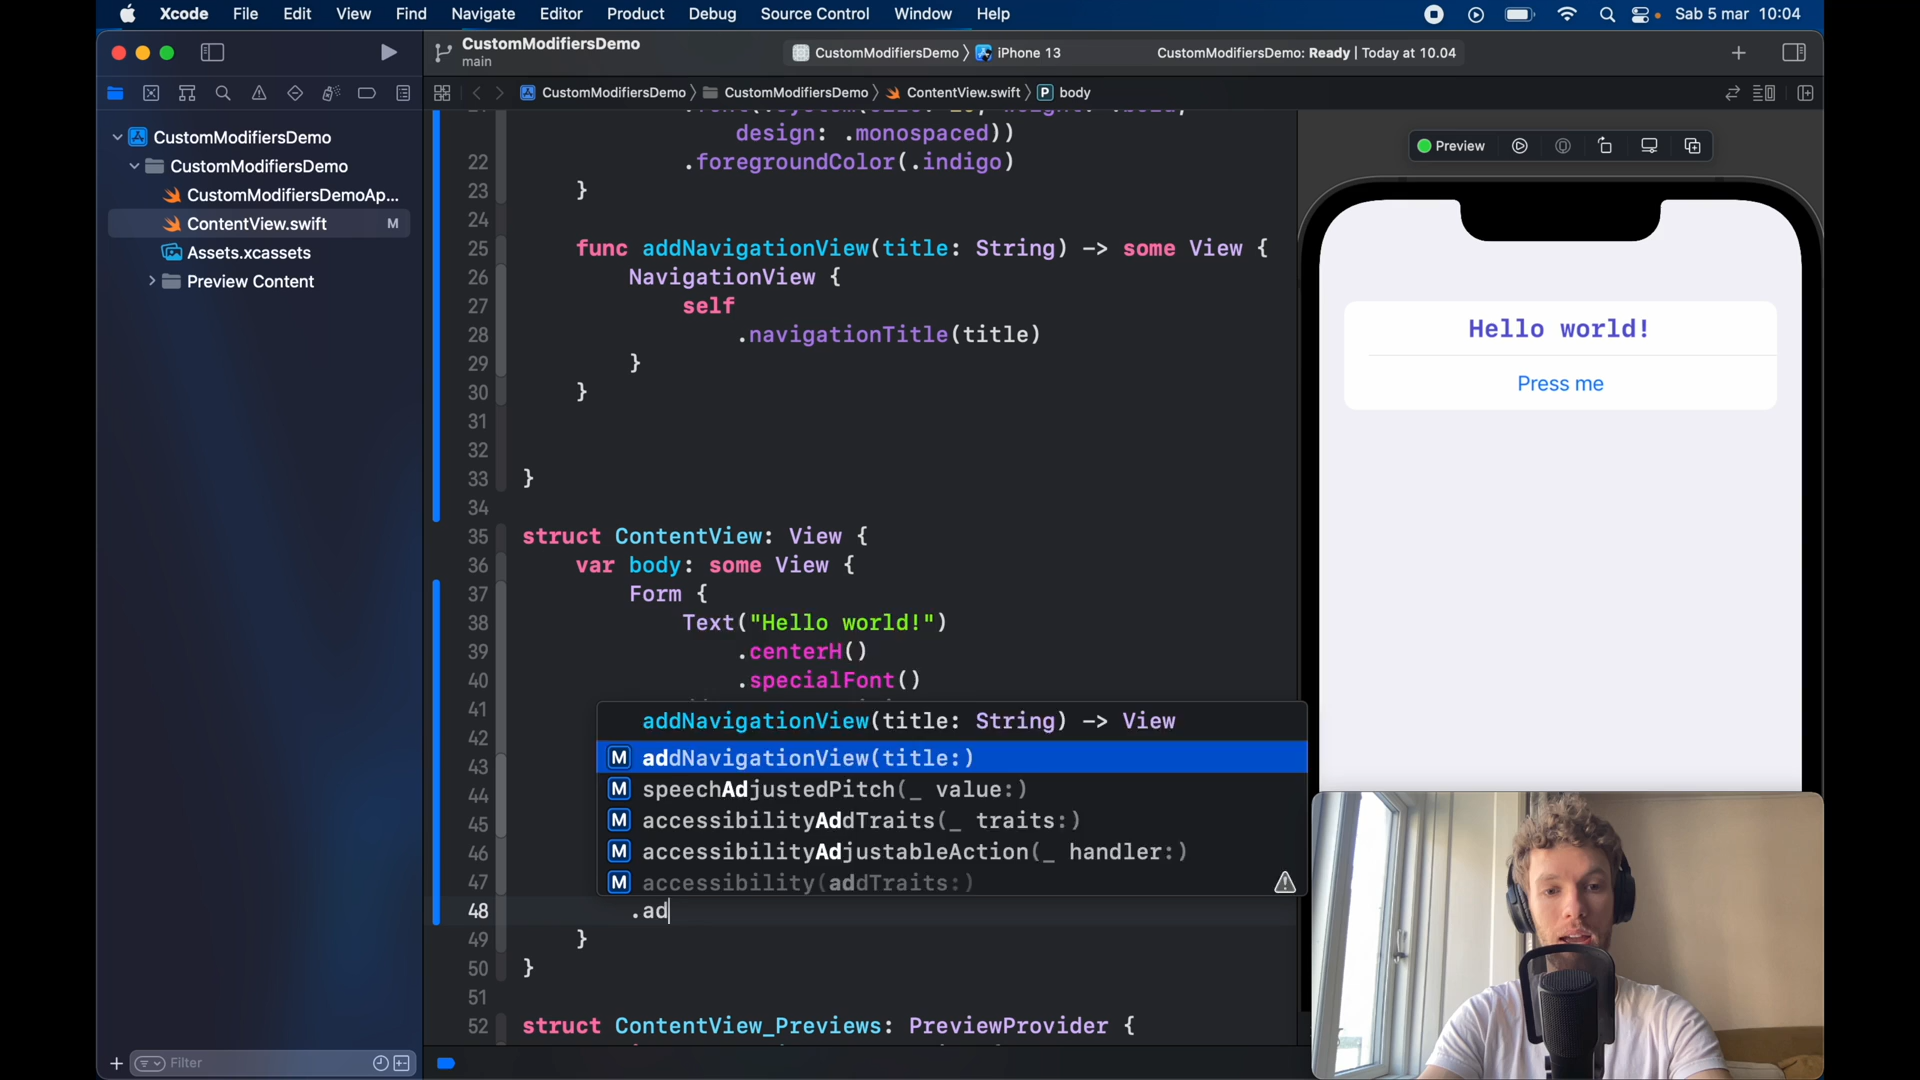 Xcode File Edit View Find Navigate Editor Product Debug Source Control Window Help Sab 5 mar 10:04
CustomModifiersDemo
main
CustomModifiersDemo iPhone 13
CustomModifiersDemo: Ready | Today at 10.04
CustomModifiersDemo CustomModifiersDemo ContentView.swift P body
CustomModifiersDemo
CustomModifiersDemo
CustomModifiersDemoAp...
ContentView.swift M
Assets.xcassets
Preview Content
Filter
design: .monospaced))
22 .foregroundColor(.indigo)
23 }
24
25 func addNavigationView(title: String) -> some View {
26 NavigationView {
27 self
28 .navigationTitle(title)
29 }
30 }
31
32
33 }
34
35 struct ContentView: View {
36 var body: some View {
37 Form {
38 Text("Hello world!")
39 .centerH()
40 .specialFont()
41
42
43
44
45
46
47
48 .ad
49 }
50 }
51
52 struct ContentView_Previews: PreviewProvider {
addNavigationView(title: String) -> View
M addNavigationView(title:)
M speechAdjustedPitch(_ value:)
M accessibilityAddTraits(_ traits:)
M accessibilityAdjustableAction(_ handler:)
M accessibility(addTraits:)
Preview
Hello world!
Press me